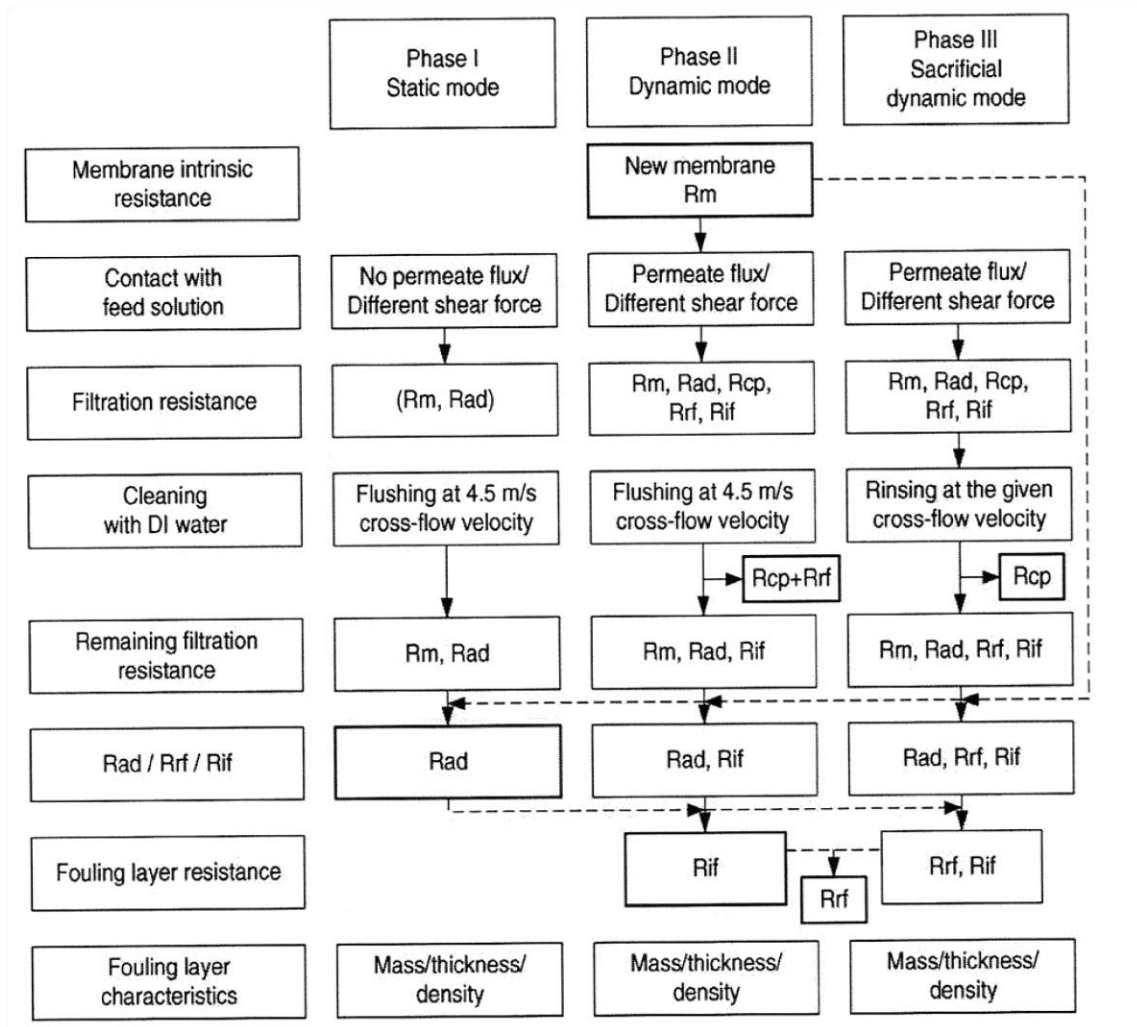 Phase I
Static mode
Phase II
Dynamic mode
Phase III
Sacrificial
dynamic mode
Membrane intrinsic
resistance
New membrane
Rm
Contact with
feed solution
No permeate flux/
Different shear force
Permeate flux/
Different shear force
Permeate flux/
Different shear force
Filtration resistance
(Rm, Rad)
Rm, Rad, Rcp,
Rrf, Rif
Rm, Rad, Rcp,
Rrf, Rif
Cleaning
with DI water
Flushing at 4.5 m/s
cross-flow velocity
Flushing at 4.5 m/s
cross-flow velocity
Rinsing at the given
cross-flow velocity
Rcp+Rrf
Rcp
Remaining filtration
resistance
Rm, Rad
Rm, Rad, Rif
Rm, Rad, Rrf, Rif
Rad / Rrf / Rif
Rad
Rad, Rif
Rad, Rrf, Rif
Fouling layer resistance
Rif
Rrf, Rif
Rrf
Fouling layer
characteristics
Mass/thickness/
density
Mass/thickness/
density
Mass/thickness/
density